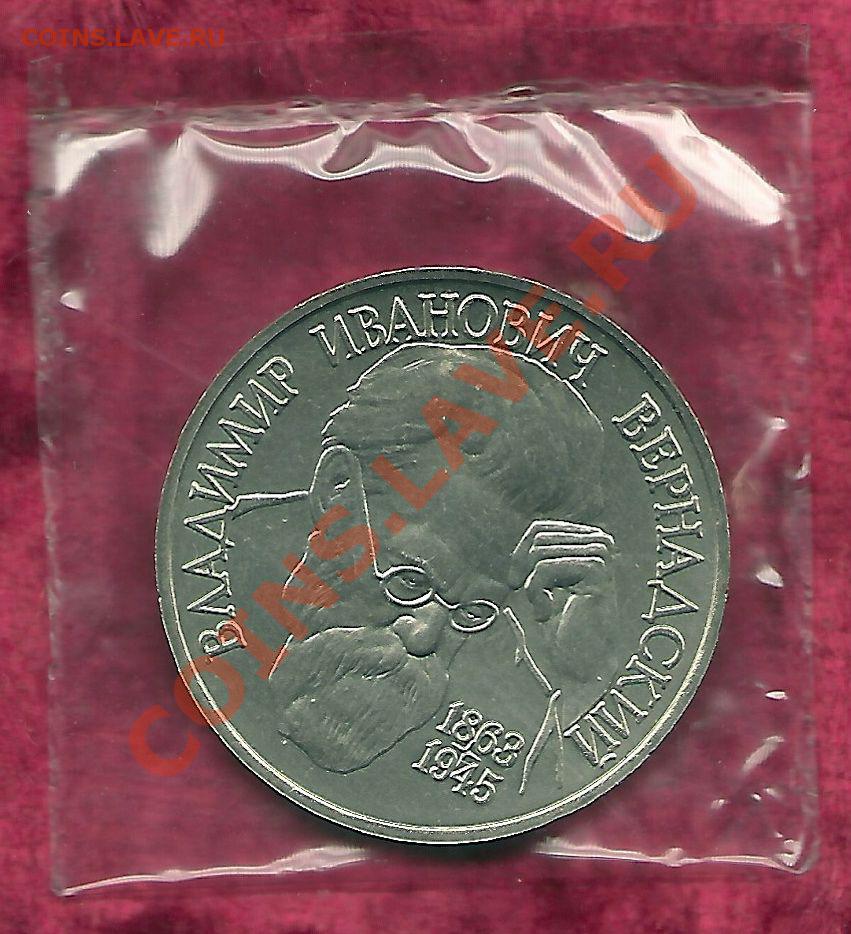 COINS.LAVE.RU
ВЛАДИМИР ИВАНОВИЧ ВЕРНАДСКИЙ
1863
1945
COINS.LAVE.RU